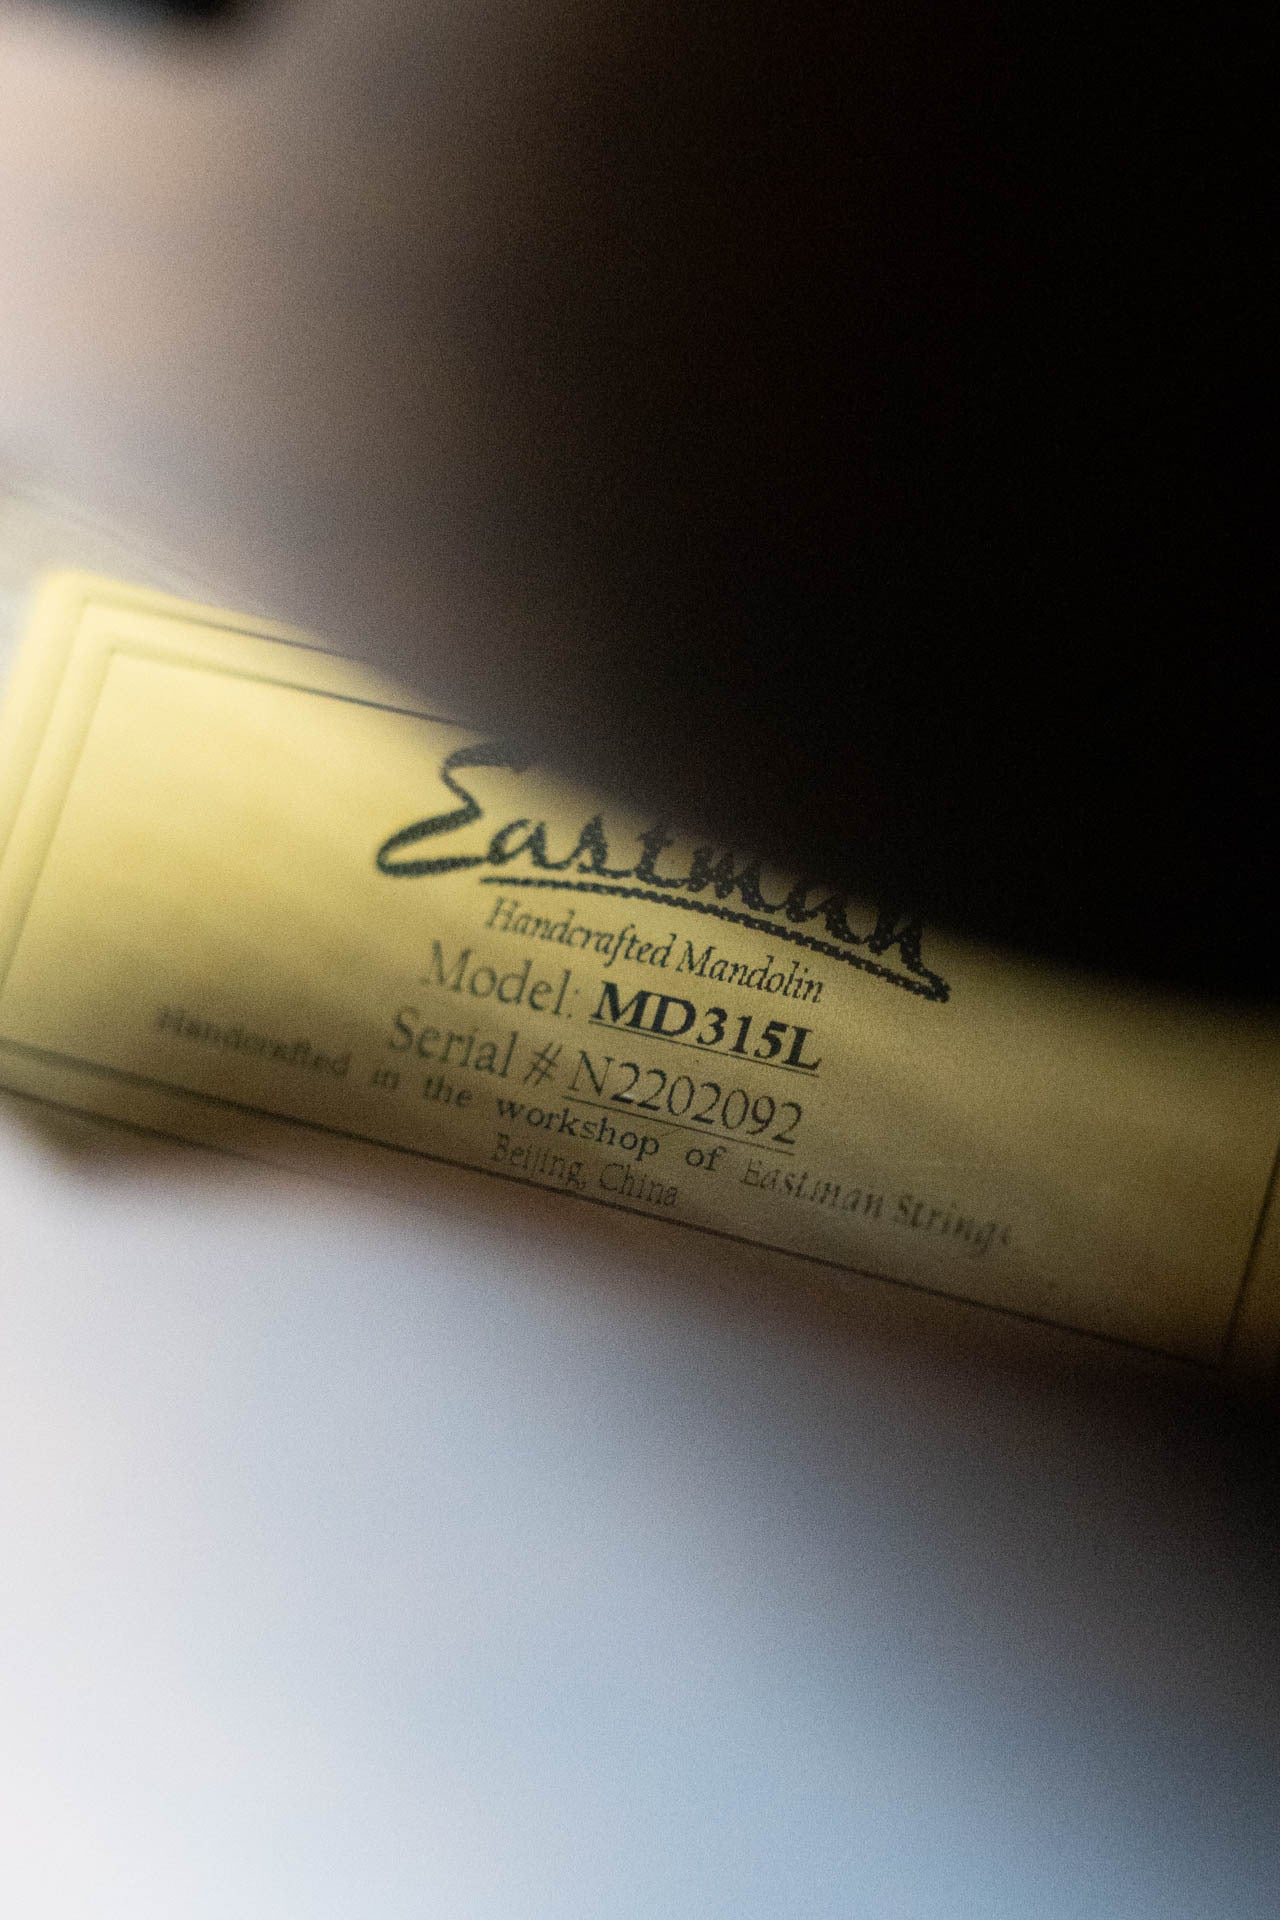 Eastman
Handcrafted Mandolin
Model: MD315L
Serial # N2202092
Handcrafted in the workshop of Eastman Strings
Beijing, China